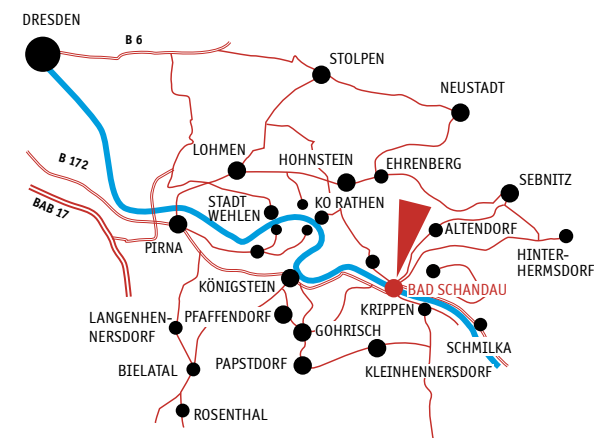 DRESDEN
B 6
STOLPEN
NEUSTADT
B 172
LOHMEN
HOHNSTEIN
EHRENBERG
SEBNITZ
BAB 17
STADT
WEHLEN
KO RATHEN
ALTENDORF
PIRNA
HINTER-
HERMSDORF
KÖNIGSTEIN
BAD SCHANDAU
LANGENHEN-
NERSDORF
PFAFFENDORF
KRIPPEN
GOHRISCH
SCHMILKA
BIELATAL
PAPSTDORF
KLEINHENNERSDORF
ROSENTHAL